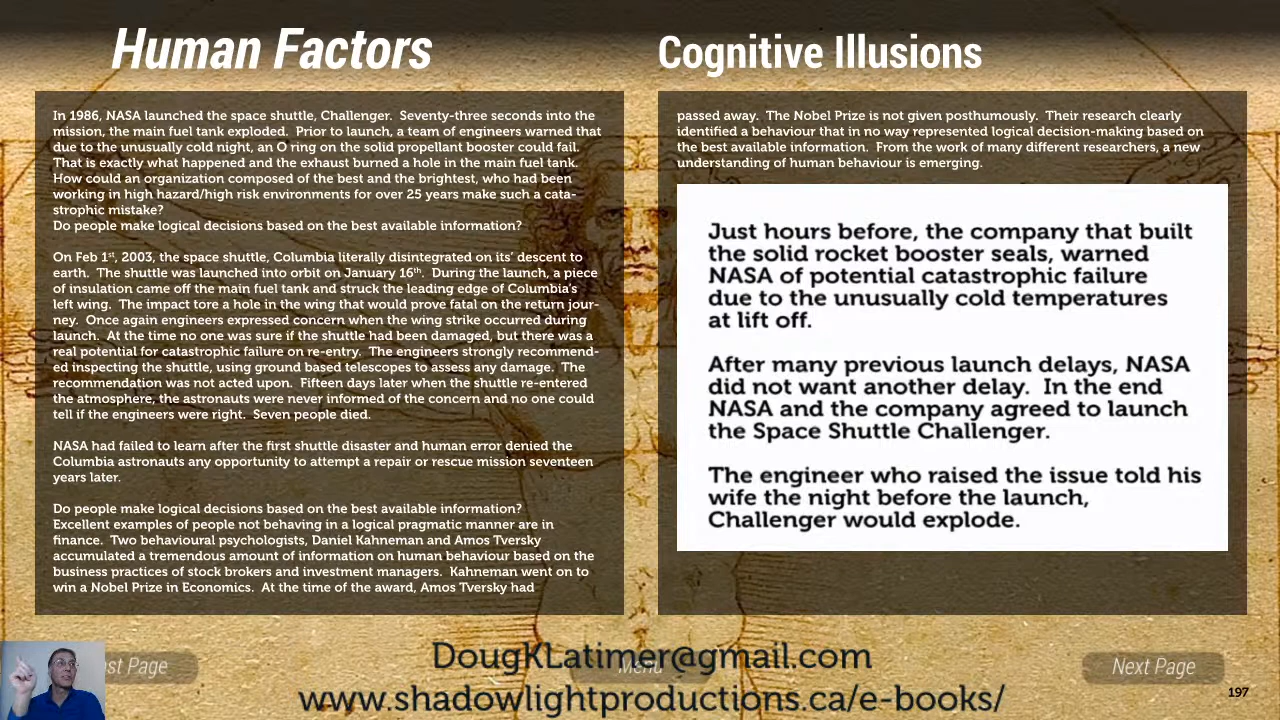 Human Factors
Cognitive Illusions
In 1986, NASA launched the space shuttle, Challenger.  Seventy-three seconds into the
mission, the main fuel tank exploded.  Prior to launch, a team of engineers warned that
due to the unusually cold night, an O ring on the solid propellant booster could fail.
That is exactly what happened and the exhaust burned a hole in the main fuel tank.
How could an organization composed of the best and the brightest, who had been
working in high hazard/high risk environments for over 25 years make such a cata-
strophic mistake?
Do people make logical decisions based on the best available information?
On Feb 1st, 2003, the space shuttle, Columbia literally disintegrated on its' descent to
earth.  The shuttle was launched into orbit on January 16th.  During the launch, a piece
of insulation came off the main fuel tank and struck the leading edge of Columbia's
left wing.  The impact tore a hole in the wing that would prove fatal on the return jour-
ney.  Once again engineers expressed concern when the wing strike occurred during
launch.  At the time no one was sure if the shuttle had been damaged, but there was a
real potential for catastrophic failure on re-entry.  The engineers strongly recommend-
ed inspecting the shuttle, using ground based telescopes to assess any damage.  The
recommendation was not acted upon.  Fifteen days later when the shuttle re-entered
the atmosphere, the astronauts were never informed of the concern and no one could
tell if the engineers were right.  Seven people died.
NASA had failed to learn after the first shuttle disaster and human error denied the
Columbia astronauts any opportunity to attempt a repair or rescue mission seventeen
years later.
Do people make logical decisions based on the best available information?
Excellent examples of people not behaving in a logical pragmatic manner are in
finance.  Two behavioural psychologists, Daniel Kahneman and Amos Tversky
accumulated a tremendous amount of information on human behaviour based on the
business practices of stock brokers and investment managers.  Kahneman went on to
win a Nobel Prize in Economics.  At the time of the award, Amos Tversky had
passed away.  The Nobel Prize is not given posthumously.  Their research clearly
identified a behaviour that in no way represented logical decision-making based on
the best available information.  From the work of many different researchers, a new
understanding of human behaviour is emerging.
Just hours before, the company that built
the solid rocket booster seals, warned
NASA of potential catastrophic failure
due to the unusually cold temperatures
at lift off.
After many previous launch delays, NASA
did not want another delay.  In the end
NASA and the company agreed to launch
the Space Shuttle Challenger.
The engineer who raised the issue told his
wife the night before the launch,
Challenger would explode.
Page
Menu
Next Page
DougKLatimer@gmail.com
www.shadowlightproductions.ca/e-books/
197